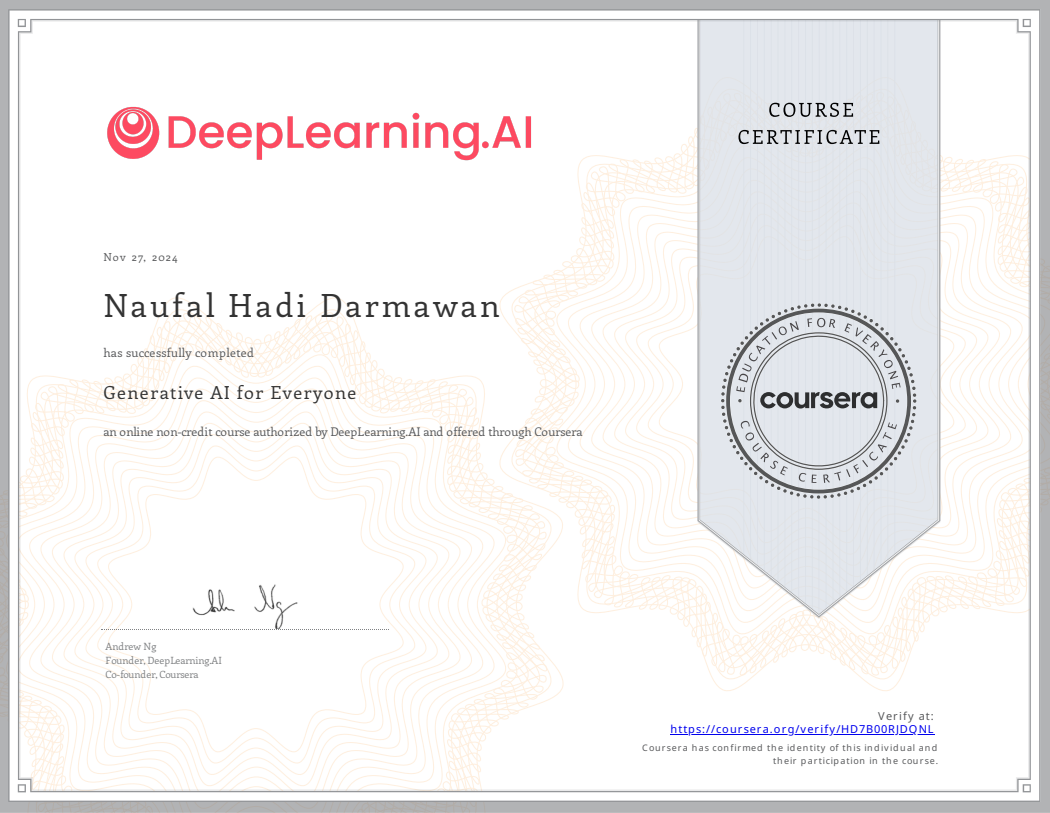 DeepLearning.AI
COURSE
CERTIFICATE
Nov 27, 2024
Naufal Hadi Darmawan
has successfully completed
Generative AI for Everyone
an online non-credit course authorized by DeepLearning.AI and offered through Coursera
EDUCATION FOR EVERYONE
coursera
COURSE CERTIFICATE
Andrew Ng
Founder, DeepLearning.AI
Co-founder, Coursera
Verify at:
https://coursera.org/verify/HD7B00RJDQNL
Coursera has confirmed the identity of this individual and
their participation in the course.